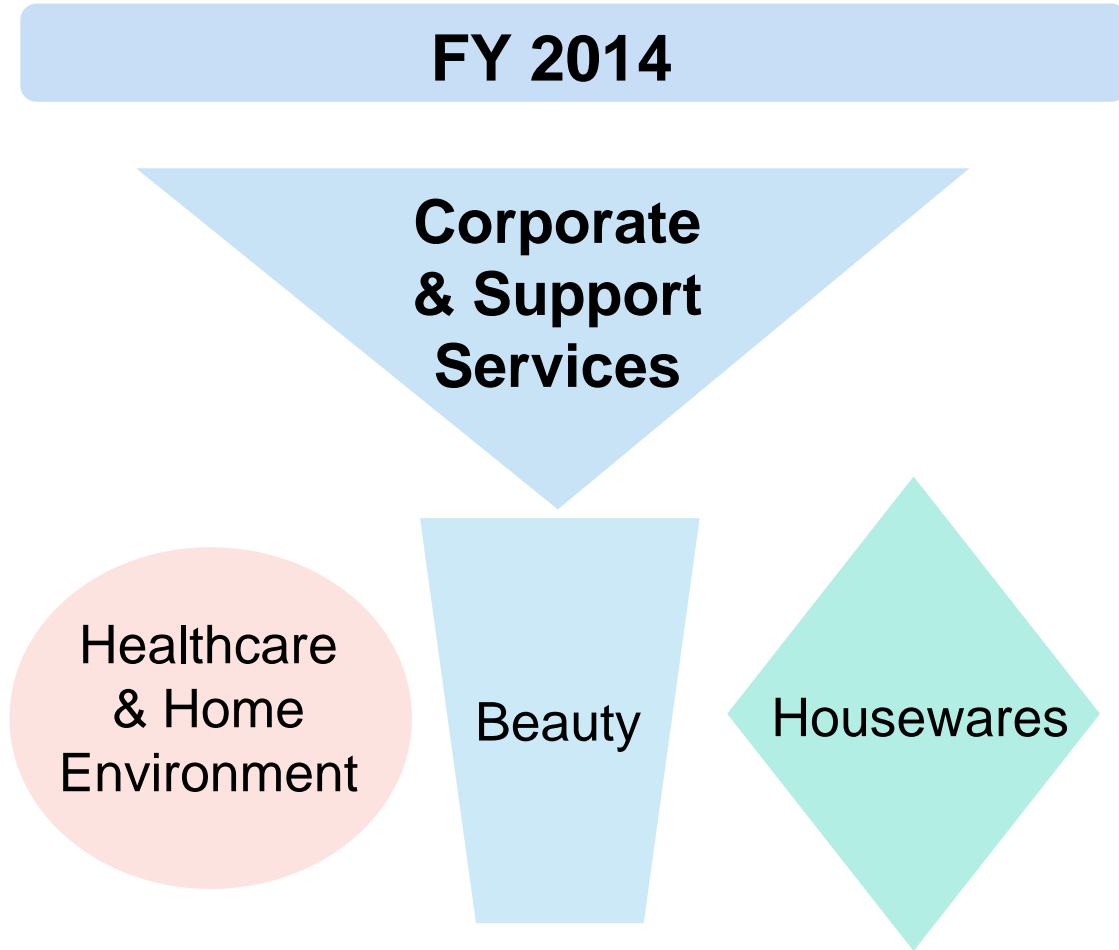 FY 2014
Corporate
& Support
Services
Healthcare
& Home
Environment
Beauty
Housewares